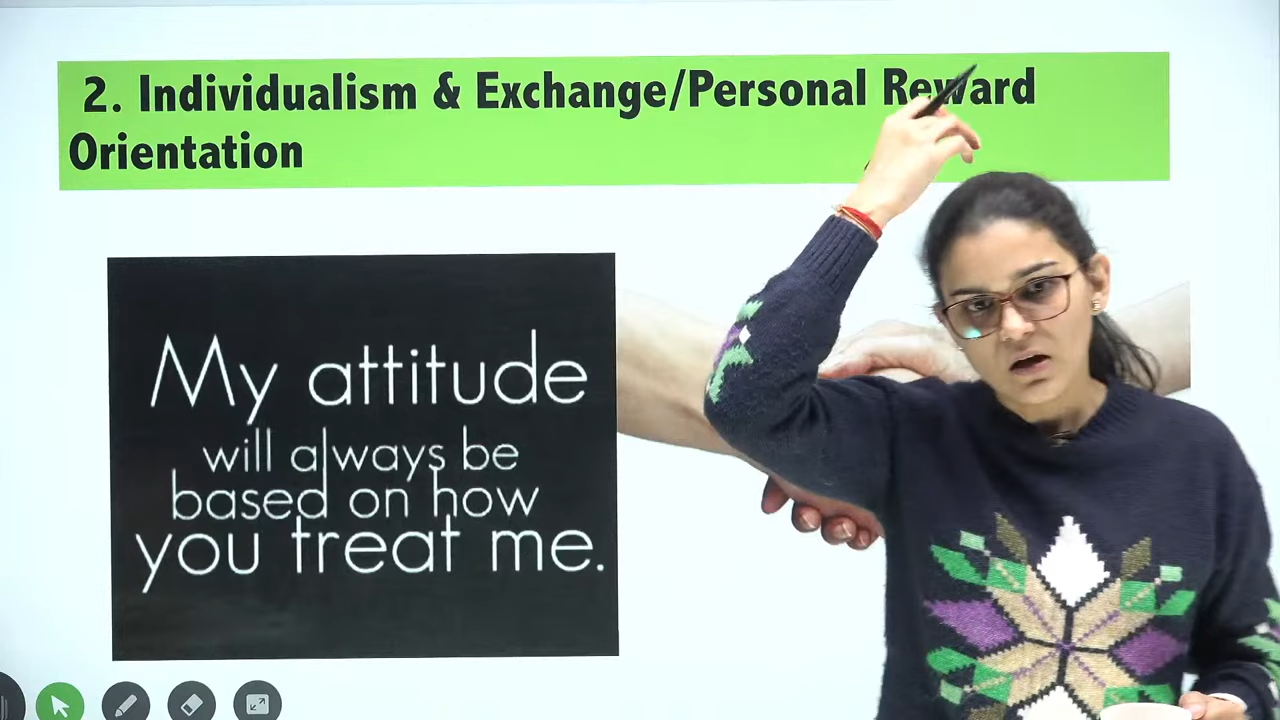 2. Individualism & Exchange/Personal Reward
Orientation
My attitude
will always be
based on how
you treat me.